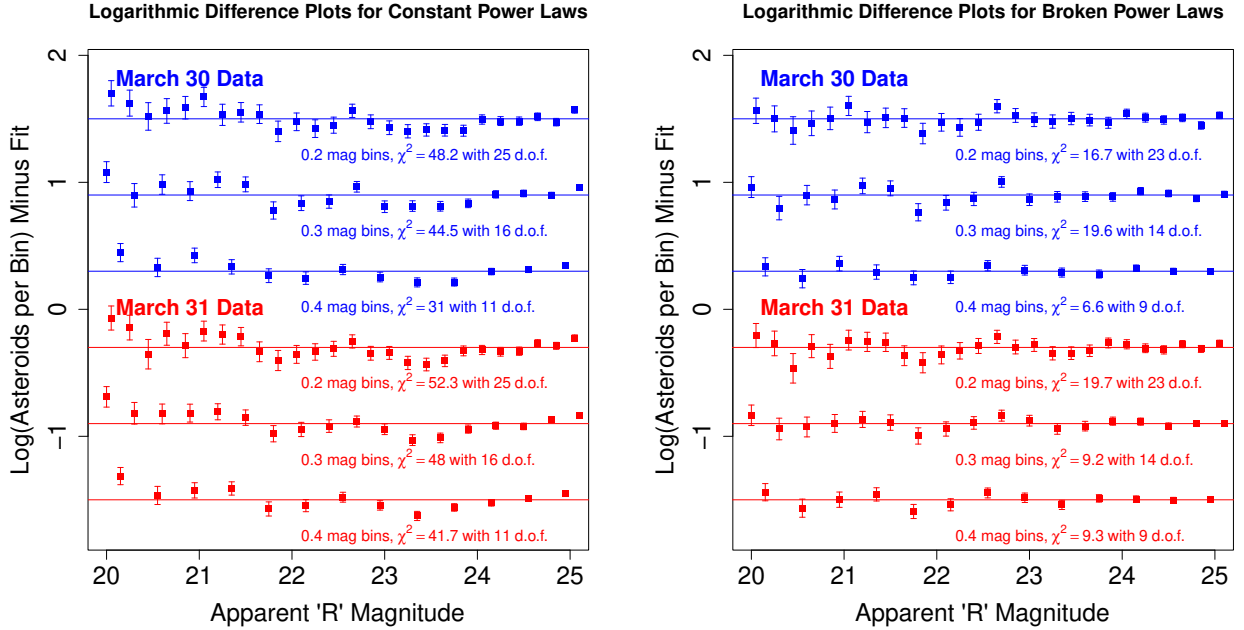 Logarithmic Difference Plots for Constant Power Laws
Log(Asteroids per Bin) Minus Fit
2
1
0
−1
March 30 Data
0.2 mag bins, χ² = 48.2 with 25 d.o.f.
0.3 mag bins, χ² = 44.5 with 16 d.o.f.
0.4 mag bins, χ² = 31 with 11 d.o.f.
March 31 Data
0.2 mag bins, χ² = 52.3 with 25 d.o.f.
0.3 mag bins, χ² = 48 with 16 d.o.f.
0.4 mag bins, χ² = 41.7 with 11 d.o.f.
20 21 22 23 24 25
Apparent 'R' Magnitude
Logarithmic Difference Plots for Broken Power Laws
Log(Asteroids per Bin) Minus Fit
2
1
0
−1
March 30 Data
0.2 mag bins, χ² = 16.7 with 23 d.o.f.
0.3 mag bins, χ² = 19.6 with 14 d.o.f.
0.4 mag bins, χ² = 6.6 with 9 d.o.f.
March 31 Data
0.2 mag bins, χ² = 19.7 with 23 d.o.f.
0.3 mag bins, χ² = 9.2 with 14 d.o.f.
0.4 mag bins, χ² = 9.3 with 9 d.o.f.
20 21 22 23 24 25
Apparent 'R' Magnitude